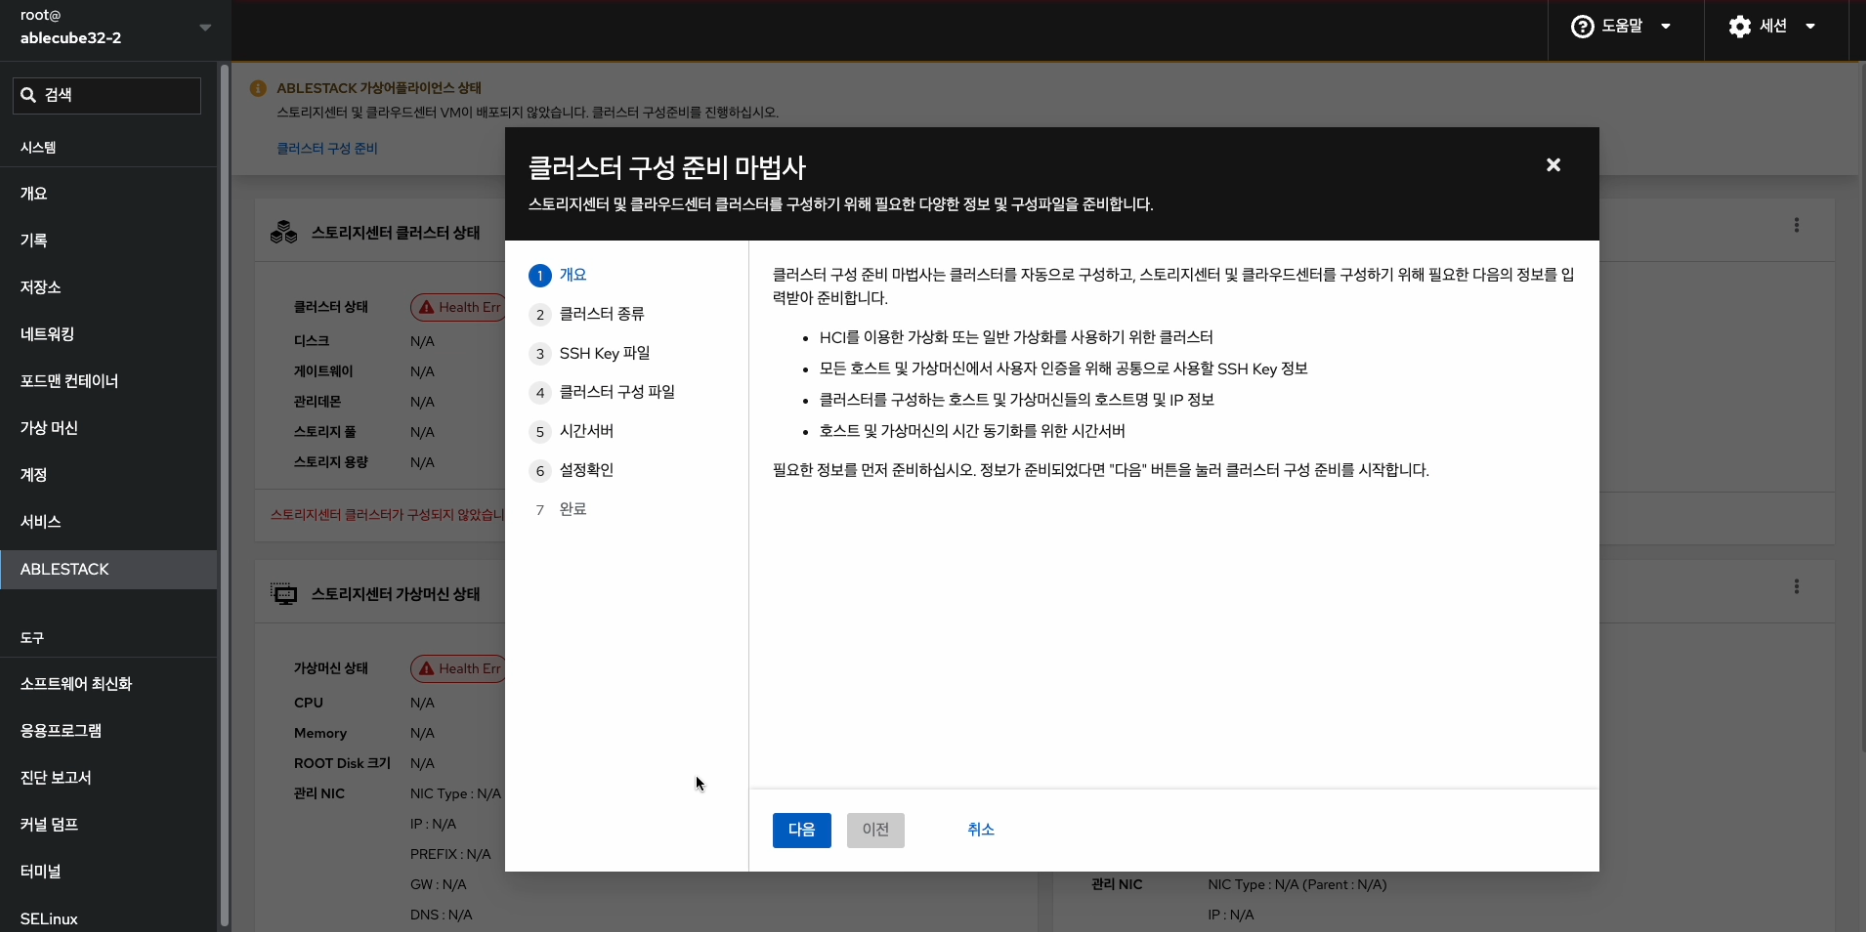 root@
ablecube32-2
도움말
세션
검색
시스템
개요
기록
저장소
네트워킹
포드맨 컨테이너
가상 머신
계정
서비스
ABLESTACK
도구
소프트웨어 최신화
응용프로그램
진단 보고서
커널 덤프
터미널
SELinux
ABLESTACK 가상어플라이언스 상태
스토리지센터 및 클라우드센터 VM이 배포되지 않았습니다. 클러스터 구성준비를 진행하십시오.
클러스터 구성 준비
스토리지센터 클러스터 상태
클러스터 상태 Health Err
디스크 N/A
게이트웨이 N/A
관리데몬 N/A
스토리지 풀 N/A
스토리지 용량 N/A
스토리지센터 클러스터가 구성되지 않았습니
스토리지센터 가상머신 상태
가상머신 상태 Health Err
CPU N/A
Memory N/A
ROOT Disk 크기 N/A
관리 NIC NIC Type : N/A
IP : N/A
PREFIX : N/A
GW : N/A
DNS : N/A
클러스터 구성 준비 마법사
스토리지센터 및 클라우드센터 클러스터를 구성하기 위해 필요한 다양한 정보 및 구성파일을 준비합니다.
1 개요
2 클러스터 종류
3 SSH Key 파일
4 클러스터 구성 파일
5 시간서버
6 설정확인
7 완료
클러스터 구성 준비 마법사는 클러스터를 자동으로 구성하고, 스토리지센터 및 클라우드센터를 구성하기 위해 필요한 다음의 정보를 입
력받아 준비합니다.
• HCI를 이용한 가상화 또는 일반 가상화를 사용하기 위한 클러스터
• 모든 호스트 및 가상머신에서 사용자 인증을 위해 공통으로 사용할 SSH Key 정보
• 클러스터를 구성하는 호스트 및 가상머신들의 호스트명 및 IP 정보
• 호스트 및 가상머신의 시간 동기화를 위한 시간서버
필요한 정보를 먼저 준비하십시오. 정보가 준비되었다면 "다음" 버튼을 눌러 클러스터 구성 준비를 시작합니다.
다음 이전 취소
관리 NIC NIC Type : N/A (Parent : N/A)
IP : N/A